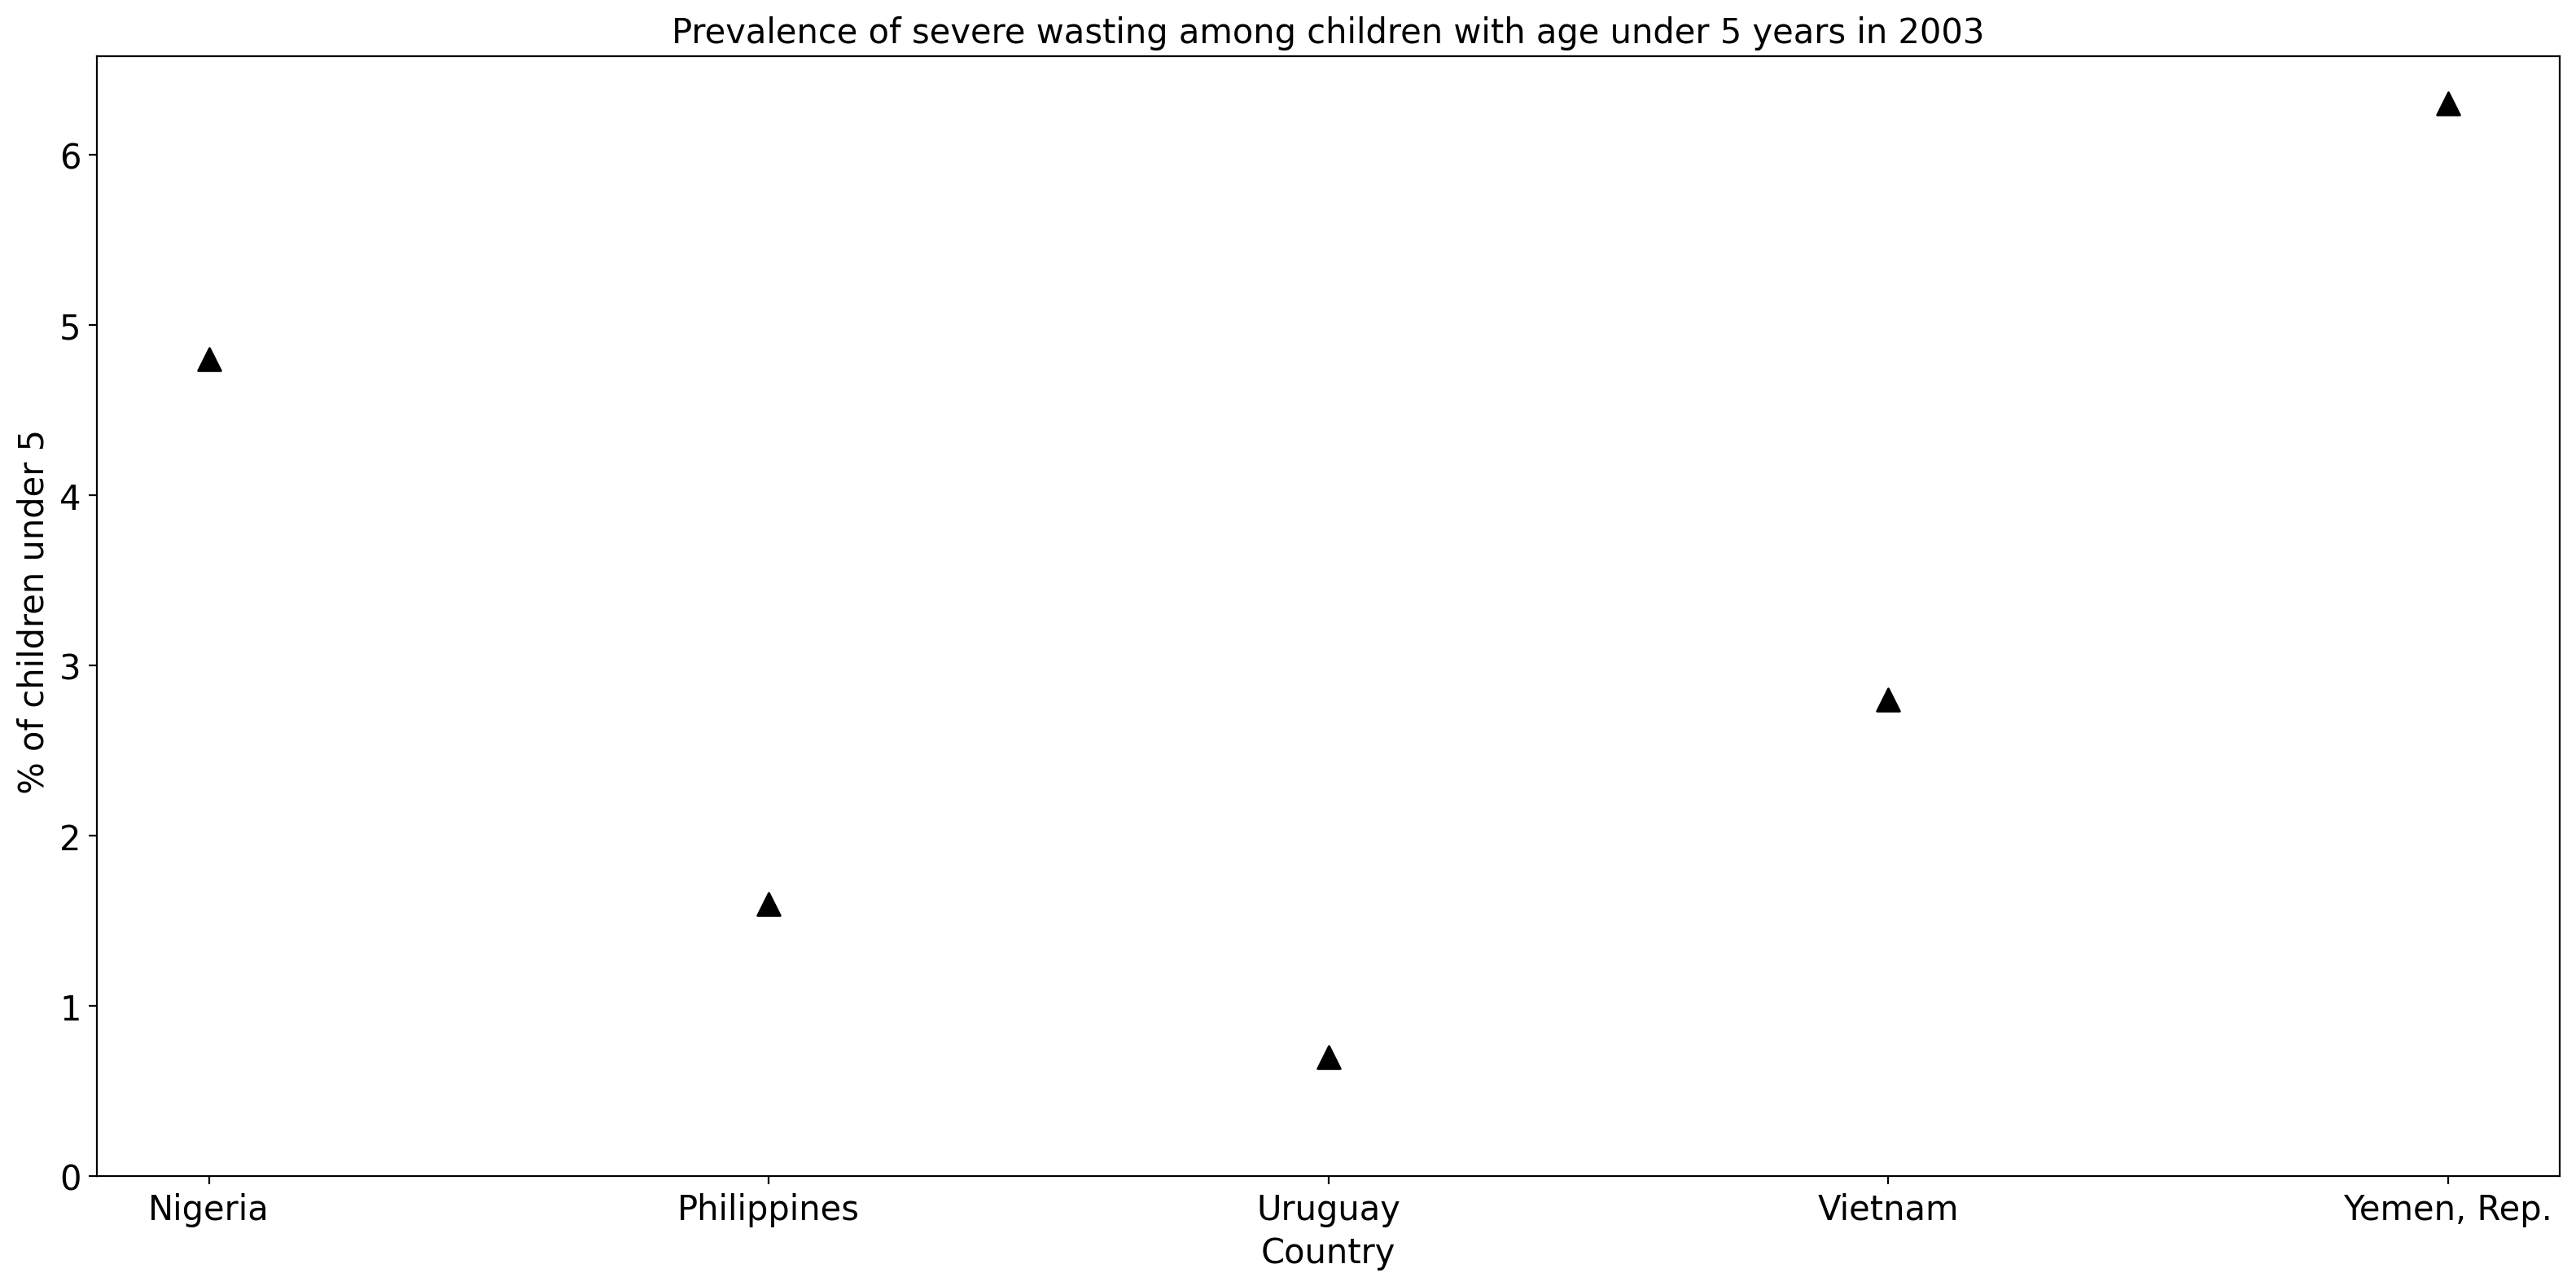 Prevalence of severe wasting among children with age under 5 years in 2003
% of children under 5
6
5
4
3
2
1
0
Nigeria Philippines Uruguay Vietnam Yemen, Rep.
Country